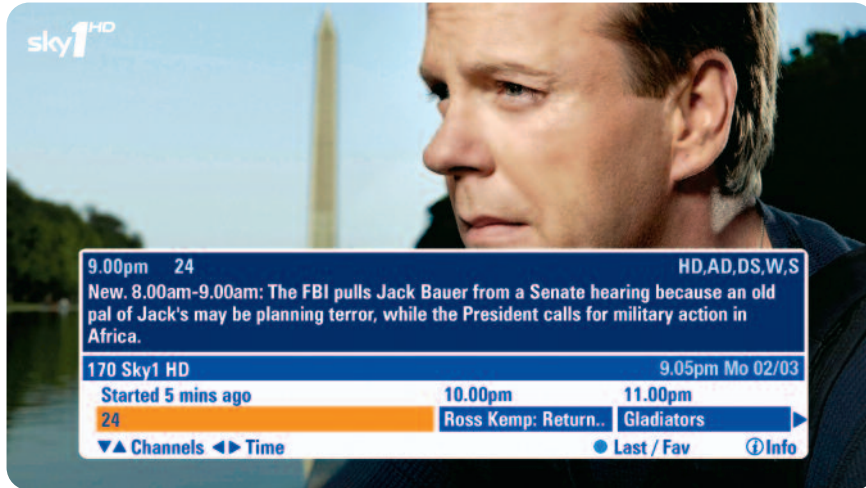 sky1HD
9.00pm 24 HD,AD,DS,W,S
New. 8.00am-9.00am: The FBI pulls Jack Bauer from a Senate hearing because an old
pal of Jack's may be planning terror, while the President calls for military action in
Africa.
170 Sky1 HD 9.05pm Mo 02/03
Started 5 mins ago 10.00pm 11.00pm
24 Ross Kemp: Return.. Gladiators
▼▲ Channels ◄► Time ● Last / Fav ⓘ Info